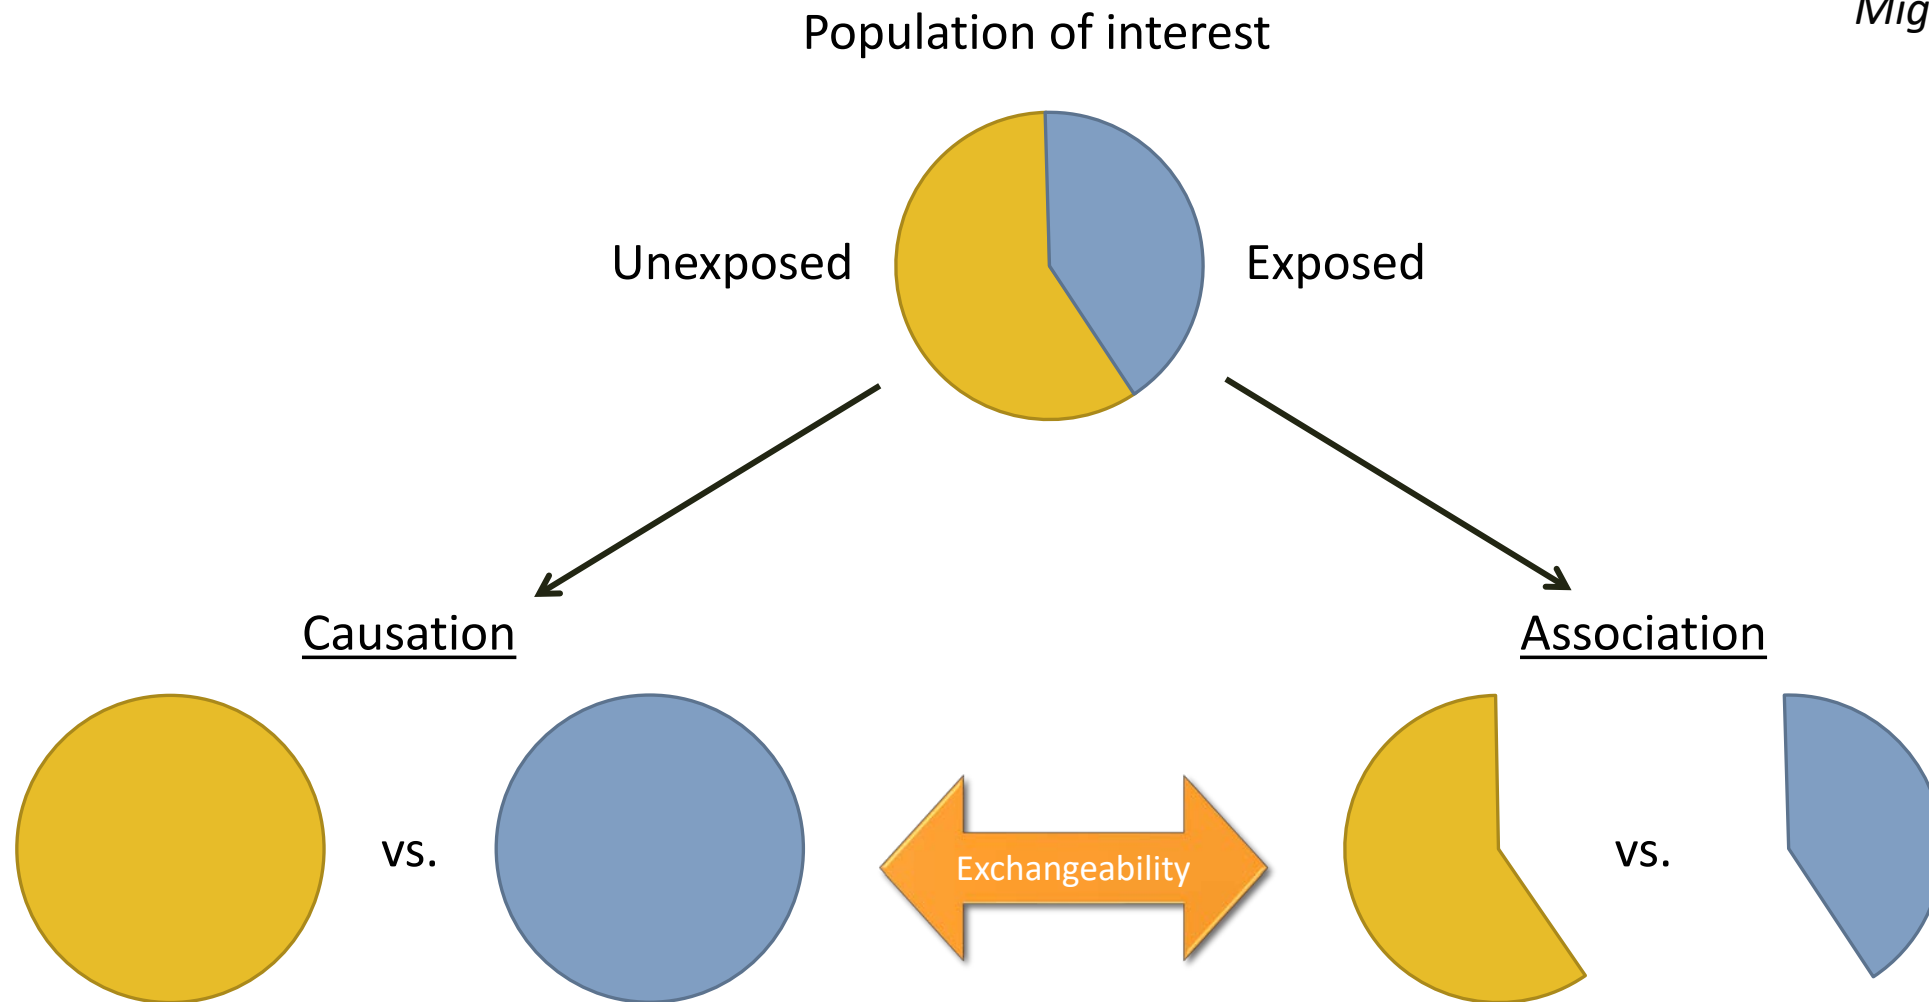 Population of interest
Unexposed
Exposed
Causation
Association
vs.
Exchangeability
vs.